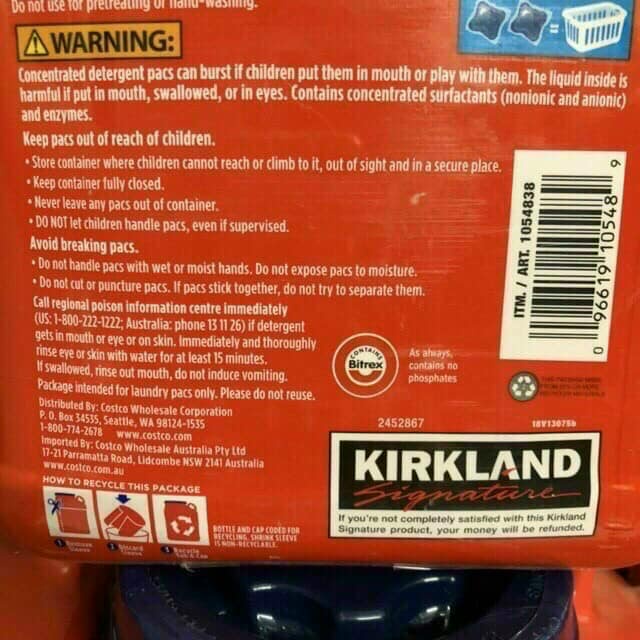 Do not use for pretreating or hand-washing.
WARNING:
Concentrated detergent pacs can burst if children put them in mouth or play with them. The liquid inside is
harmful if put in mouth, swallowed, or in eyes. Contains concentrated surfactants (nonionic and anionic)
and enzymes.
Keep pacs out of reach of children.
• Store container where children cannot reach or climb to it, out of sight and in a secure place.
• Keep container fully closed.
• Never leave any pacs out of container.
• DO NOT let children handle pacs, even if supervised.
Avoid breaking pacs.
• Do not handle pacs with wet or moist hands. Do not expose pacs to moisture.
• Do not cut or puncture pacs. If pacs stick together, do not try to separate them.
Call regional poison information centre immediately
(US: 1-800-222-1222; Australia: phone 13 11 26) if detergent
gets in mouth or eye or on skin. Immediately and thoroughly
rinse eye or skin with water for at least 15 minutes.
If swallowed, rinse out mouth, do not induce vomiting.
Package intended for laundry pacs only. Please do not reuse.
Distributed By: Costco Wholesale Corporation
P. O. Box 34535, Seattle, WA 98124-1535
1-800-774-2678 www.costco.com
Imported By: Costco Wholesale Australia Pty Ltd
17-21 Parramatta Road, Lidcombe NSW 2141 Australia
www.costco.com.au
HOW TO RECYCLE THIS PACKAGE
1 Remove
Sleeve
2 Discard
Sleeve
3 Recycle
Tub & Cap
BOTTLE AND CAP CODED FOR
RECYCLING. SHRINK SLEEVE
IS NON-RECYCLABLE.
CONTAINS
Bitrex
As always,
contains no
phosphates
ITM. / ART. 1054838
0 96619 10548 9
2452867
18V13075b
KIRKLAND
Signature
If you're not completely satisfied with this Kirkland
Signature product, your money will be refunded.